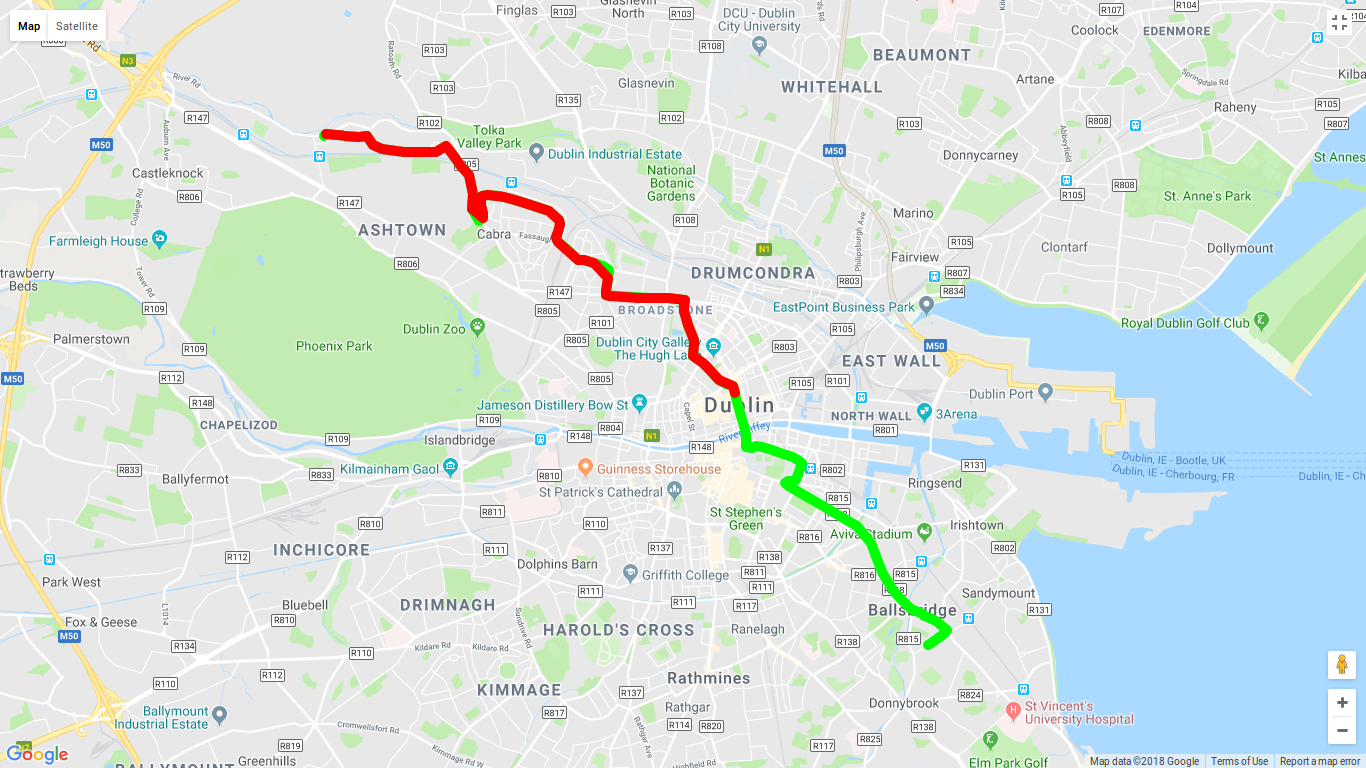 Map
Satellite
Finglas
Glasnevin
North
R103
R103
DCU - Dublin
City University
R107
R104
Coolock
EDENMORE
R103
R108
BEAUMONT
N3
Ratoath Rd
River Rd
R103
Glasnevin
WHITEHALL
Artane
Springdale Rd
Kilba
R135
Raheny
R105
R147
R102
R102
R103
R808
R807
Auburn Ave
Tolka
Valley Park
M50
Dublin Industrial Estate
M50
Abbeyfield
Donnycarney
St Annes
Castleknock
National
Botanic
Gardens
R808
R806
College Rd
R147
R105
St. Anne's Park
R108
Marino
ASHTOWN
Cabra
Farmleigh House
Philipsburgh Ave
R105
Clontarf
Dollymount
N1
Fairview
R806
DRUMCONDRA
R807
trawberry
Beds
Tower Rd
R803
R834
R147
R109
R805
BROADSTONE
EastPoint Business Park
R101
R105
Royal Dublin Golf Club
Dublin Zoo
Palmerstown
R805
Dublin City Gallery
The Hugh Lane
R803
M50
Phoenix Park
R109
EAST WALL
M50
R112
R805
R105
R101
Dublin Port
R148
Jameson Distillery Bow St
Capel St
Dublin
NORTH WALL
3Arena
CHAPELIZOD
R109
R804
R801
R109
Islandbridge
R148
N1
R148
River Liffey
Dublin, IE - Bootle, UK
Dublin, IE - Cherbourg, FR
Dublin, IE - Ch
R833
R833
Kilmainham Gaol
Guinness Storehouse
R802
R131
Ballyfermot
R810
St Patrick's Cathedral
Ringsend
R815
R811
St Stephen's
Green
R810
R110
Irishtown
Aviva Stadium
R816
INCHICORE
R111
R137
R802
R112
R138
Dolphins Barn
Griffith College
R811
R816
R815
Park West
R111
R111
Sandymount
L1014
Bluebell
DRIMNAGH
R111
R117
R131
Ballsbridge
R810
Sundrive Rd
Fox & Geese
HAROLD'S CROSS
Ranelagh
M50
R138
R815
R134
Kildare Rd
Kildare Rd
R110
R112
Rathmines
R110
KIMMAGE
R137
R824
Donnybrook
Ballymount
Industrial Estate
R817
Rathgar
St Vincent's
University Hospital
Cromwellsfort Rd
R114
R820
R138
Rathgar Ave
R819
R117
R825
Kimmage Rd W
Greenhills
Highfield Rd
Elm Park Golf
BALLYMOUNT
Google
Map data ©2018 Google
Terms of Use
Report a map error